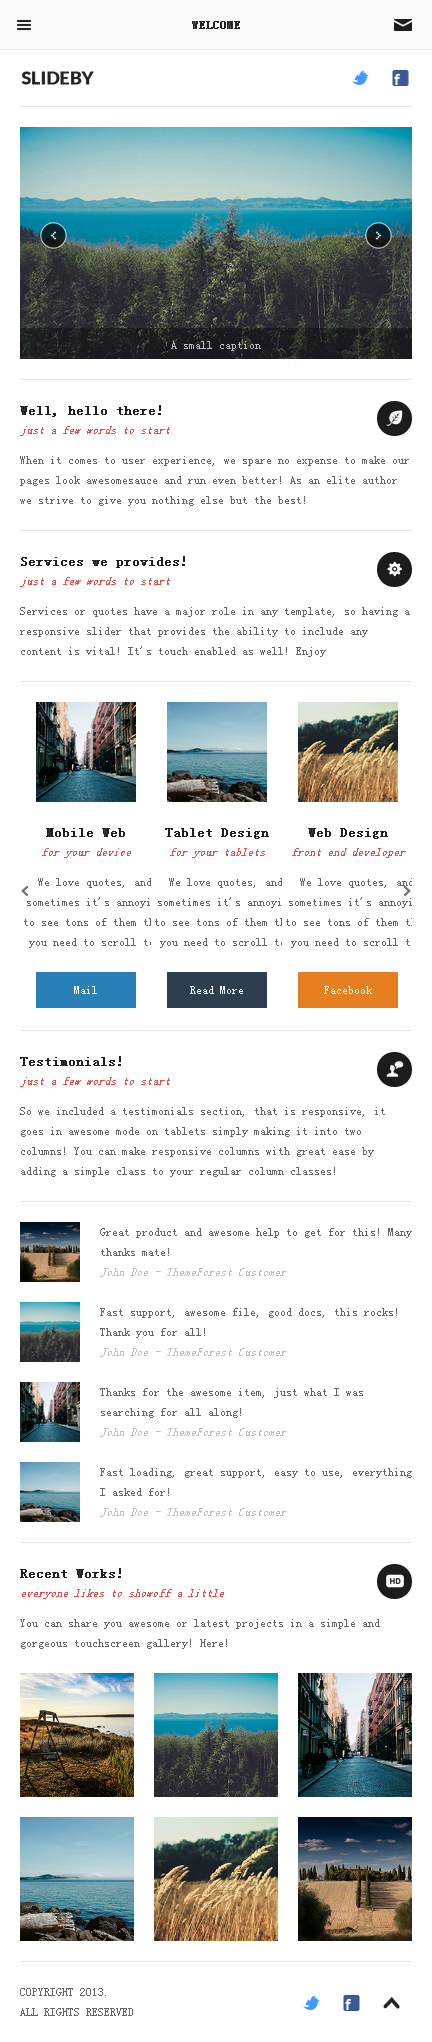 WELCOME
SLIDEBY
A small caption
Well, hello there!
just a few words to start
When it comes to user experience, we spare no expense to make our
pages look awesomesauce and run even better! As an elite author
we strive to give you nothing else but the best!
Services we provides!
just a few words to start
Services or quotes have a major role in any template, so having a
responsive slider that provides the ability to include any
content is vital! It's touch enabled as well! Enjoy
Mobile Web
for your device
We love quotes, and
sometimes it's annoyi
to see tons of them t
you need to scroll t
Mail
Tablet Design
for your tablets
We love quotes, and
sometimes it's annoyi
to see tons of them t
you need to scroll t
Read More
Web Design
front end developer
We love quotes, and
sometimes it's annoyi
to see tons of them t
you need to scroll t
Facebook
Testimonials!
just a few words to start
So we included a testimonials section, that is responsive, it
goes in awesome mode on tablets simply making it into two
columns! You can make responsive columns with great ease by
adding a simple class to your regular column classes!
Great product and awesome help to get for this! Many
thanks mate!
John Doe - ThemeForest Customer
Fast support, awesome file, good docs, this rocks!
Thank you for all!
John Doe - ThemeForest Customer
Thanks for the awesome item, just what I was
searching for all along!
John Doe - ThemeForest Customer
Fast loading, great support, easy to use, everything
I asked for!
John Doe - ThemeForest Customer
Recent Works!
everyone likes to showoff a little
HD
You can share you awesome or latest projects in a simple and
gorgeous touchscreen gallery! Here!
COPYRIGHT 2013.
ALL RIGHTS RESERVED